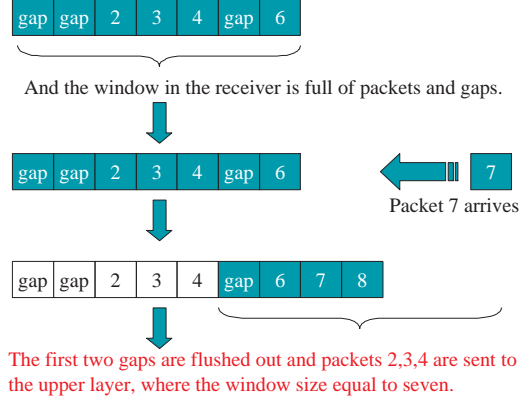 gap gap 2 3 4 gap 6
And the window in the receiver is full of packets and gaps.
gap gap 2 3 4 gap 6 7
Packet 7 arrives
gap gap 2 3 4 gap 6 7 8
The first two gaps are flushed out and packets 2,3,4 are sent to
the upper layer, where the window size equal to seven.